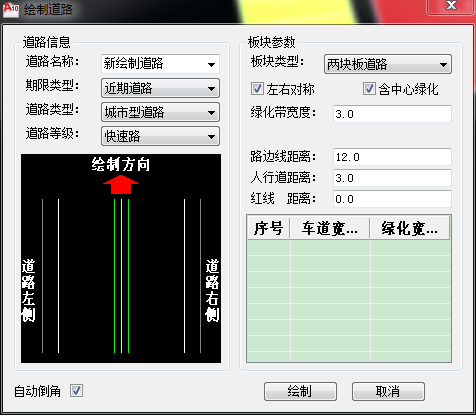 A10 绘制道路
道路信息
道路名称: 新绘制道路
期限类型: 近期道路
道路类型: 城市型道路
道路等级: 快速路
绘制方向
道路左侧
道路右侧
自动倒角
板块参数
板块类型: 两块板道路
左右对称 含中心绿化
绿化带宽度: 3.0
路边线距离: 12.0
人行道距离: 3.0
红线 距离: 0.0
序号 车道宽... 绿化宽...
绘制 取消